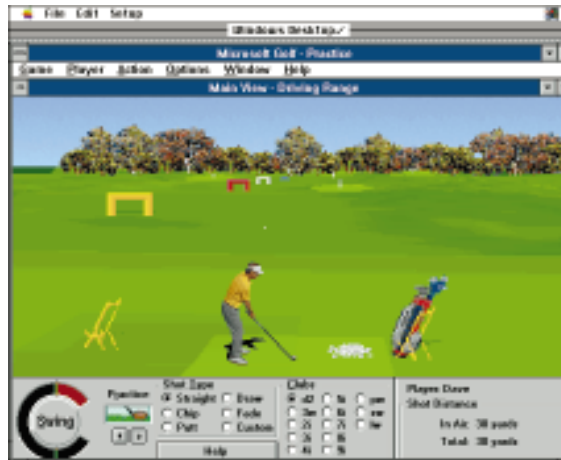 File Edit Setup
Windows Desktop
Microsoft Golf - Practice
Game Player Action Options Window Help
Main View - Driving Range
Swing
Practice
Shot Type
Straight Draw
Chip Fade
Putt Custom
Help
Clubs
Player Dave
Shot Distance
In Air: 30 yards
Total: 30 yards